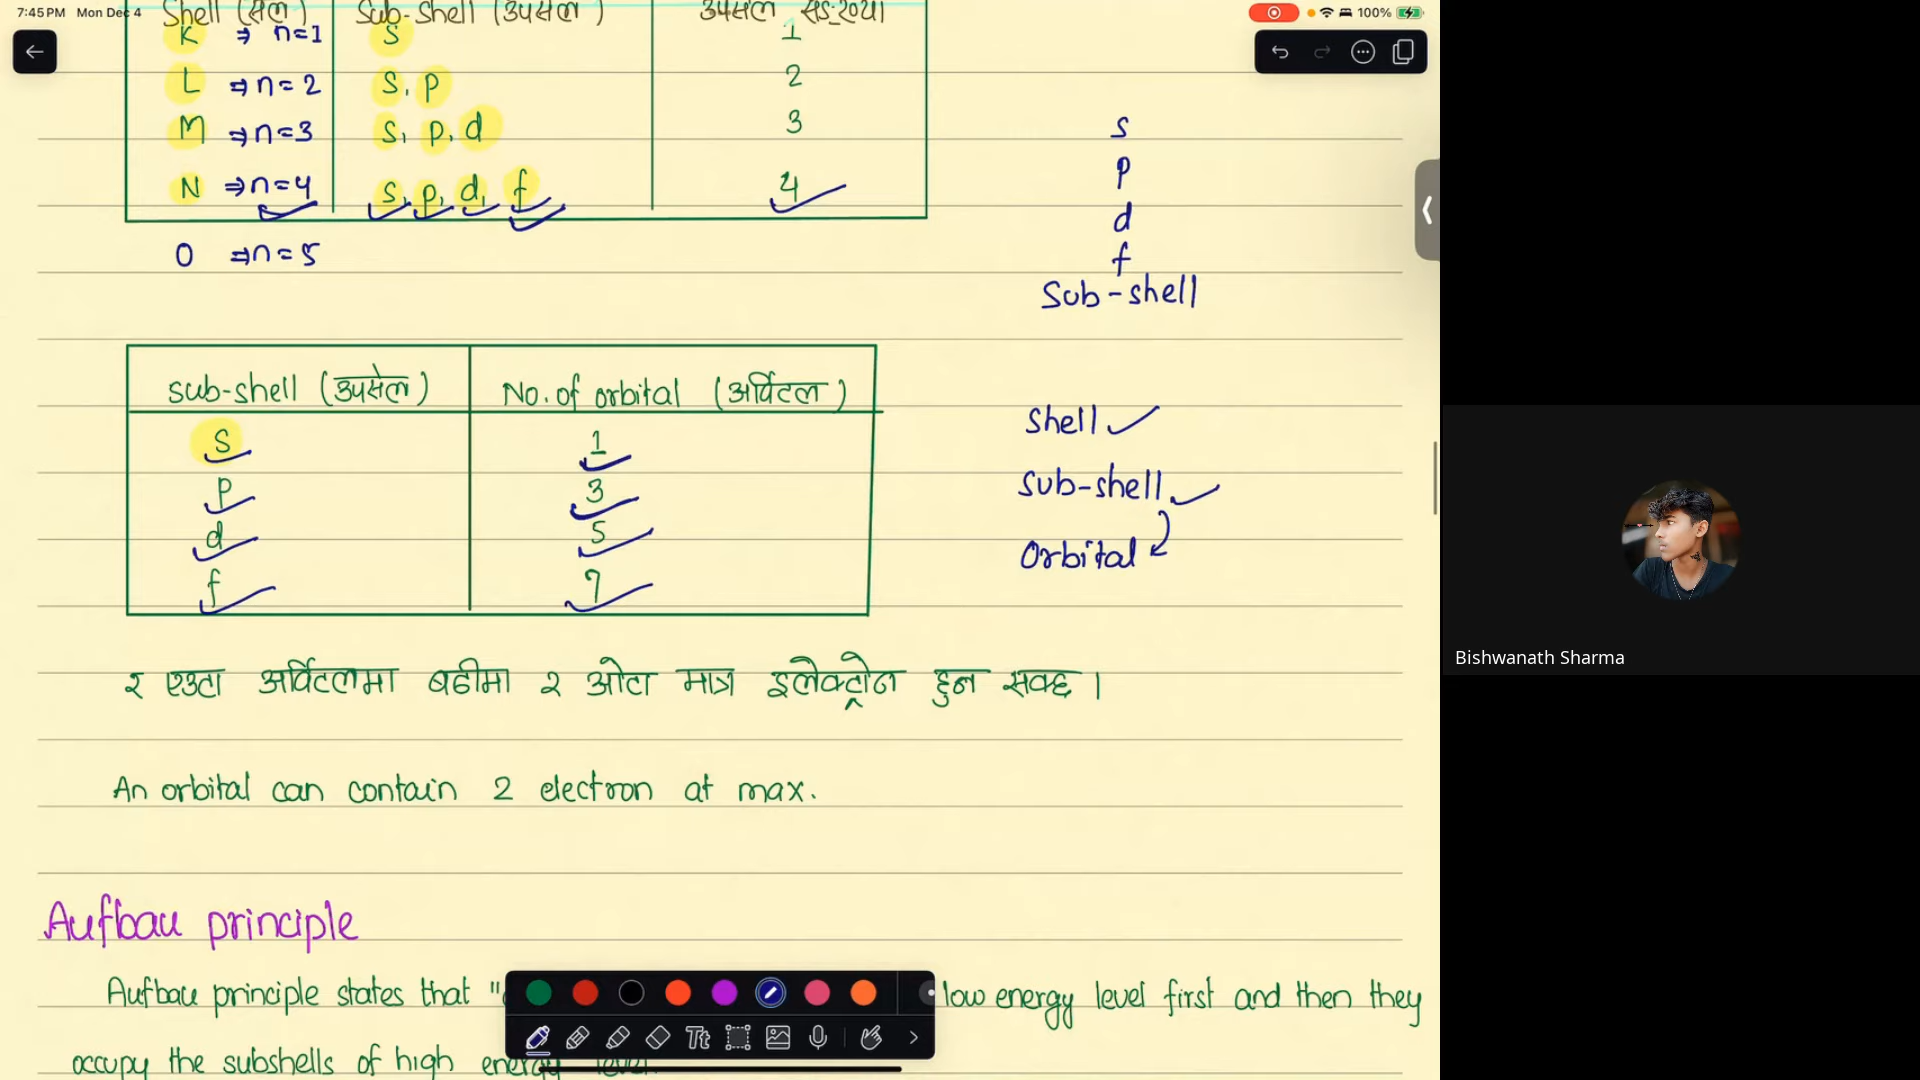 7:45 PM Mon Dec 4
100%
Shell (सेल) Sub-Shell (उपसेल) उपसेल
K ⇒ n=1 S 1
L ⇒ n=2 S, p 2
M ⇒ n=3 S, p, d 3
N ⇒ n=4 S, p, d, f 4
O ⇒ n=5
s
p
d
f
Sub-shell
sub-shell (उपसेल) No. of orbital (अर्विटल)
S 1
P 3
d 5
f 7
Shell
Sub-shell
Orbital
२ एउटा अर्विटलमा बढीमा २ ओटा मात्र इलेक्ट्रोन हुन सक्छ ।
An orbital can contain 2 electron at max.
Aufbau principle
Aufbau principle states that " low energy level first and then they
occupy the subshells of high energy level.
Tt
Bishwanath Sharma